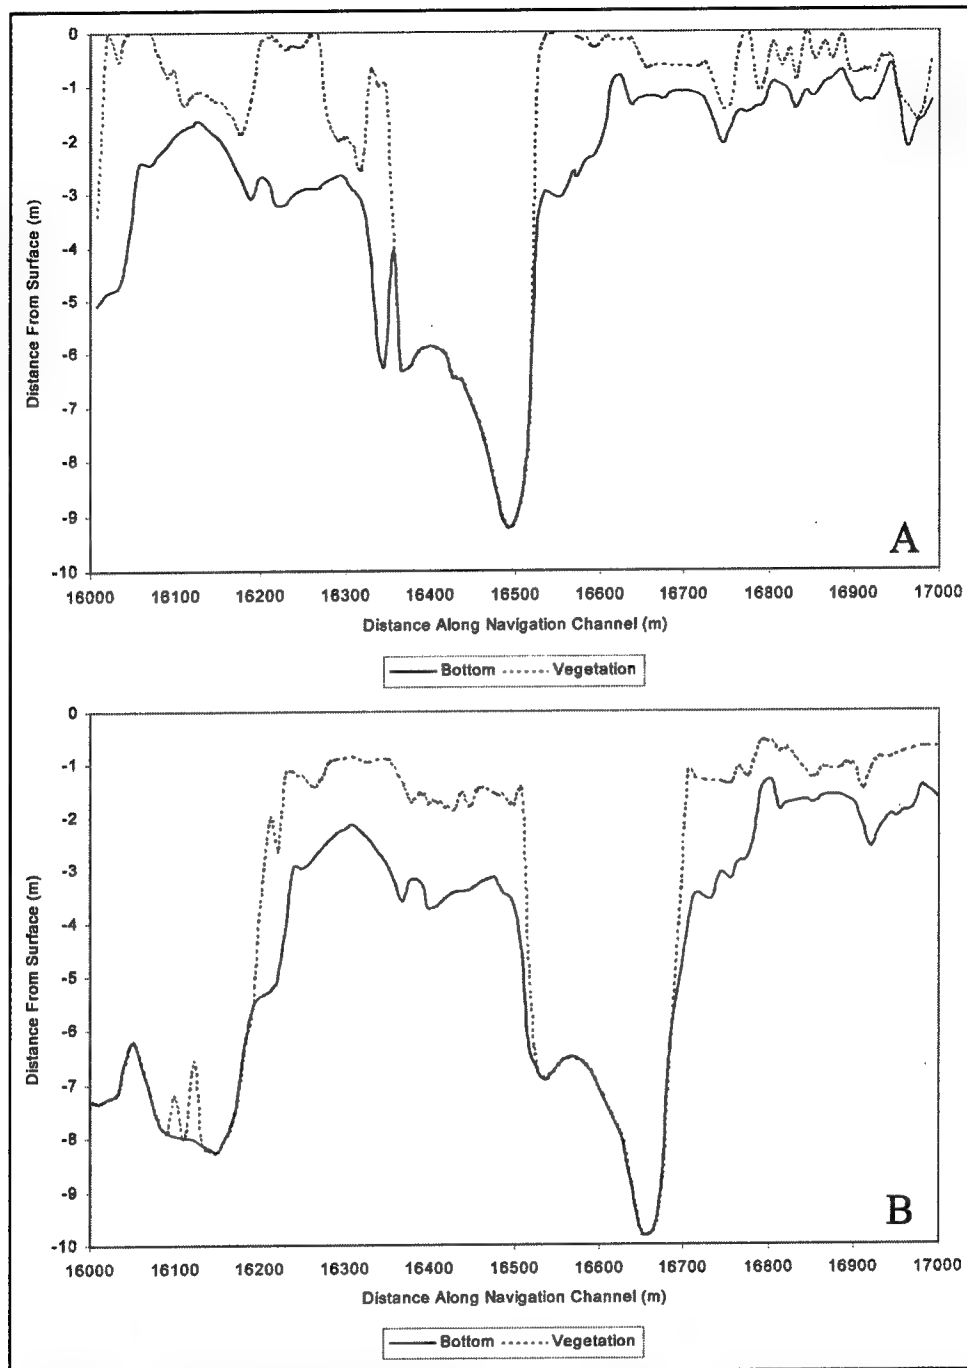 0
-1
-2
-3
-4
-5
-6
-7
-8
-9
-10
Distance From Surface (m)
A
16000 16100 16200 16300 16400 16500 16600 16700 16800 16900 17000
Distance Along Navigation Channel (m)
Bottom Vegetation
0
-1
-2
-3
-4
-5
-6
-7
-8
-9
-10
Distance From Surface (m)
B
16000 16100 16200 16300 16400 16500 16600 16700 16800 16900 17000
Distance Along Navigation Channel (m)
Bottom Vegetation